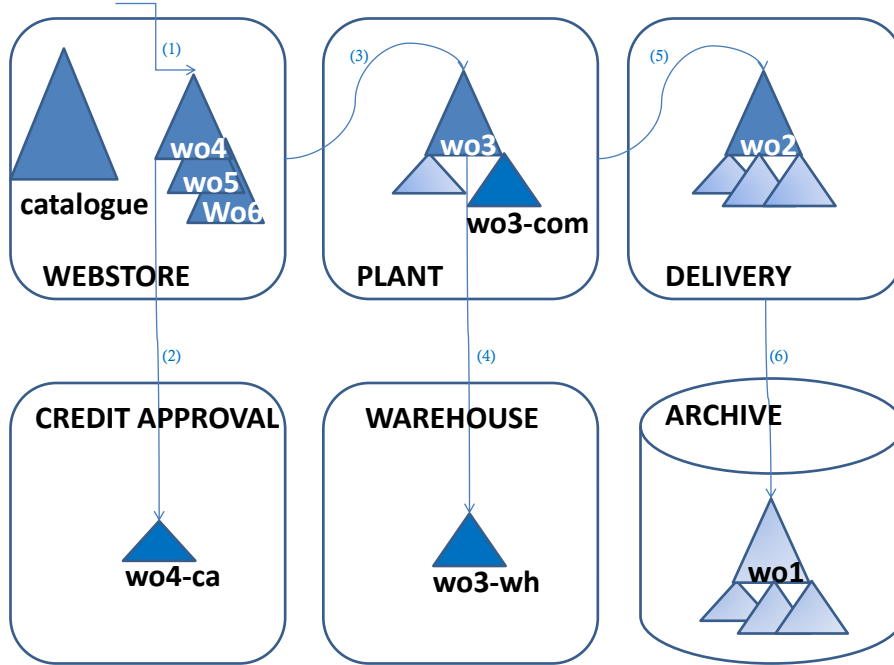 (1)
(3)
(5)
wo4
wo3
wo2
wo5
catalogue
Wo6
wo3-com
WEBSTORE
PLANT
DELIVERY
(2)
(4)
(6)
CREDIT APPROVAL
WAREHOUSE
ARCHIVE
wo4-ca
wo3-wh
wo1